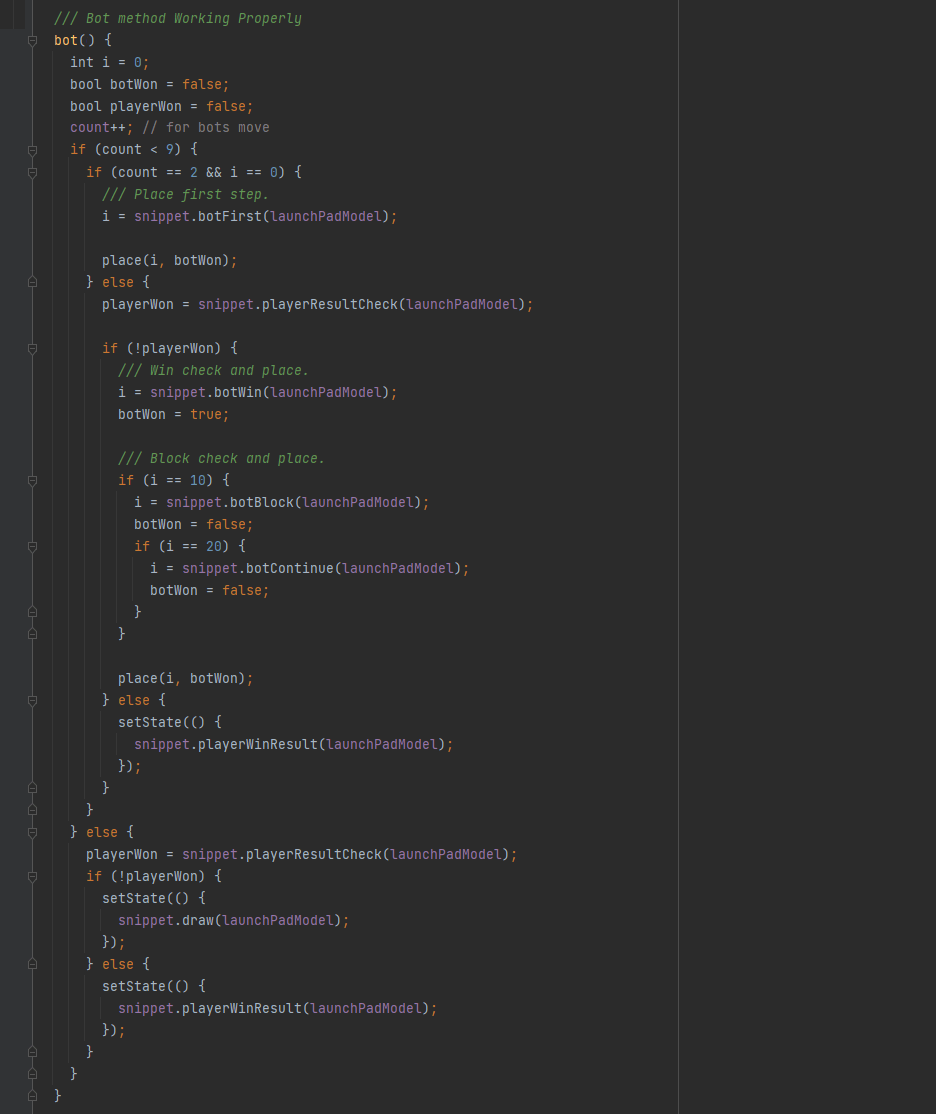 /// Bot method Working Properly
bot() {
  int i = 0;
  bool botWon = false;
  bool playerWon = false;
  count++; // for bots move
  if (count < 9) {
    if (count == 2 && i == 0) {
      /// Place first step.
      i = snippet.botFirst(launchPadModel);

      place(i, botWon);
    } else {
      playerWon = snippet.playerResultCheck(launchPadModel);

      if (!playerWon) {
        /// Win check and place.
        i = snippet.botWin(launchPadModel);
        botWon = true;

        /// Block check and place.
        if (i == 10) {
          i = snippet.botBlock(launchPadModel);
          botWon = false;
          if (i == 20) {
            i = snippet.botContinue(launchPadModel);
            botWon = false;
          }
        }

        place(i, botWon);
      } else {
        setState(() {
          snippet.playerWinResult(launchPadModel);
        });
      }
    }
  } else {
    playerWon = snippet.playerResultCheck(launchPadModel);
    if (!playerWon) {
      setState(() {
        snippet.draw(launchPadModel);
      });
    } else {
      setState(() {
        snippet.playerWinResult(launchPadModel);
      });
    }
  }
}